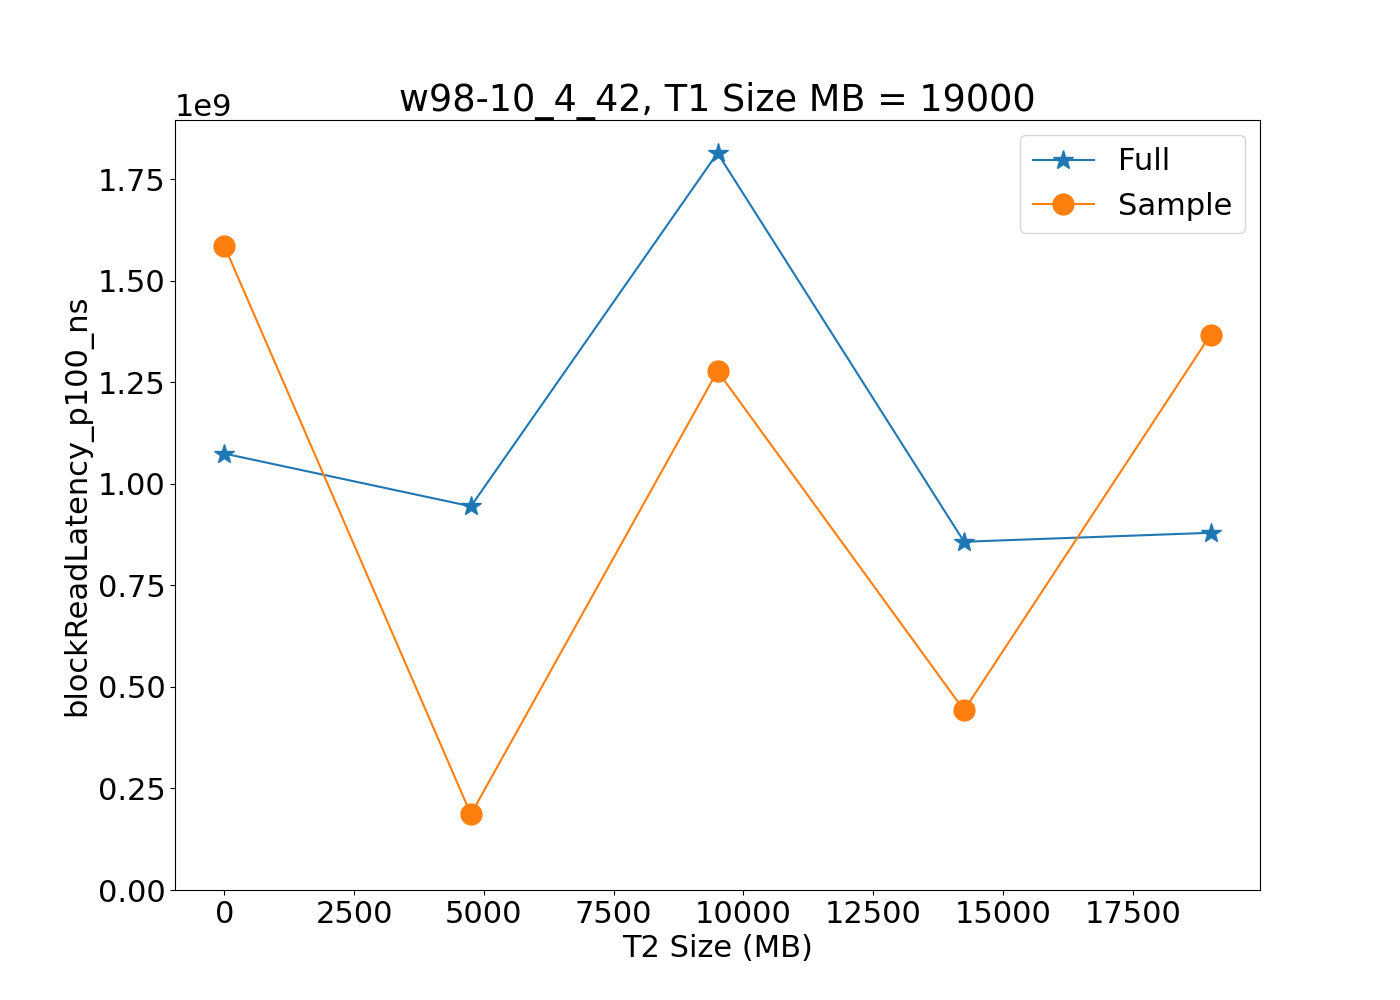 w98-10_4_42, T1 Size MB = 19000
1e9
Full
Sample
1.75
1.50
1.25
1.00
0.75
0.50
0.25
0.00
blockReadLatency_p100_ns
0 2500 5000 7500 10000 12500 15000 17500
T2 Size (MB)